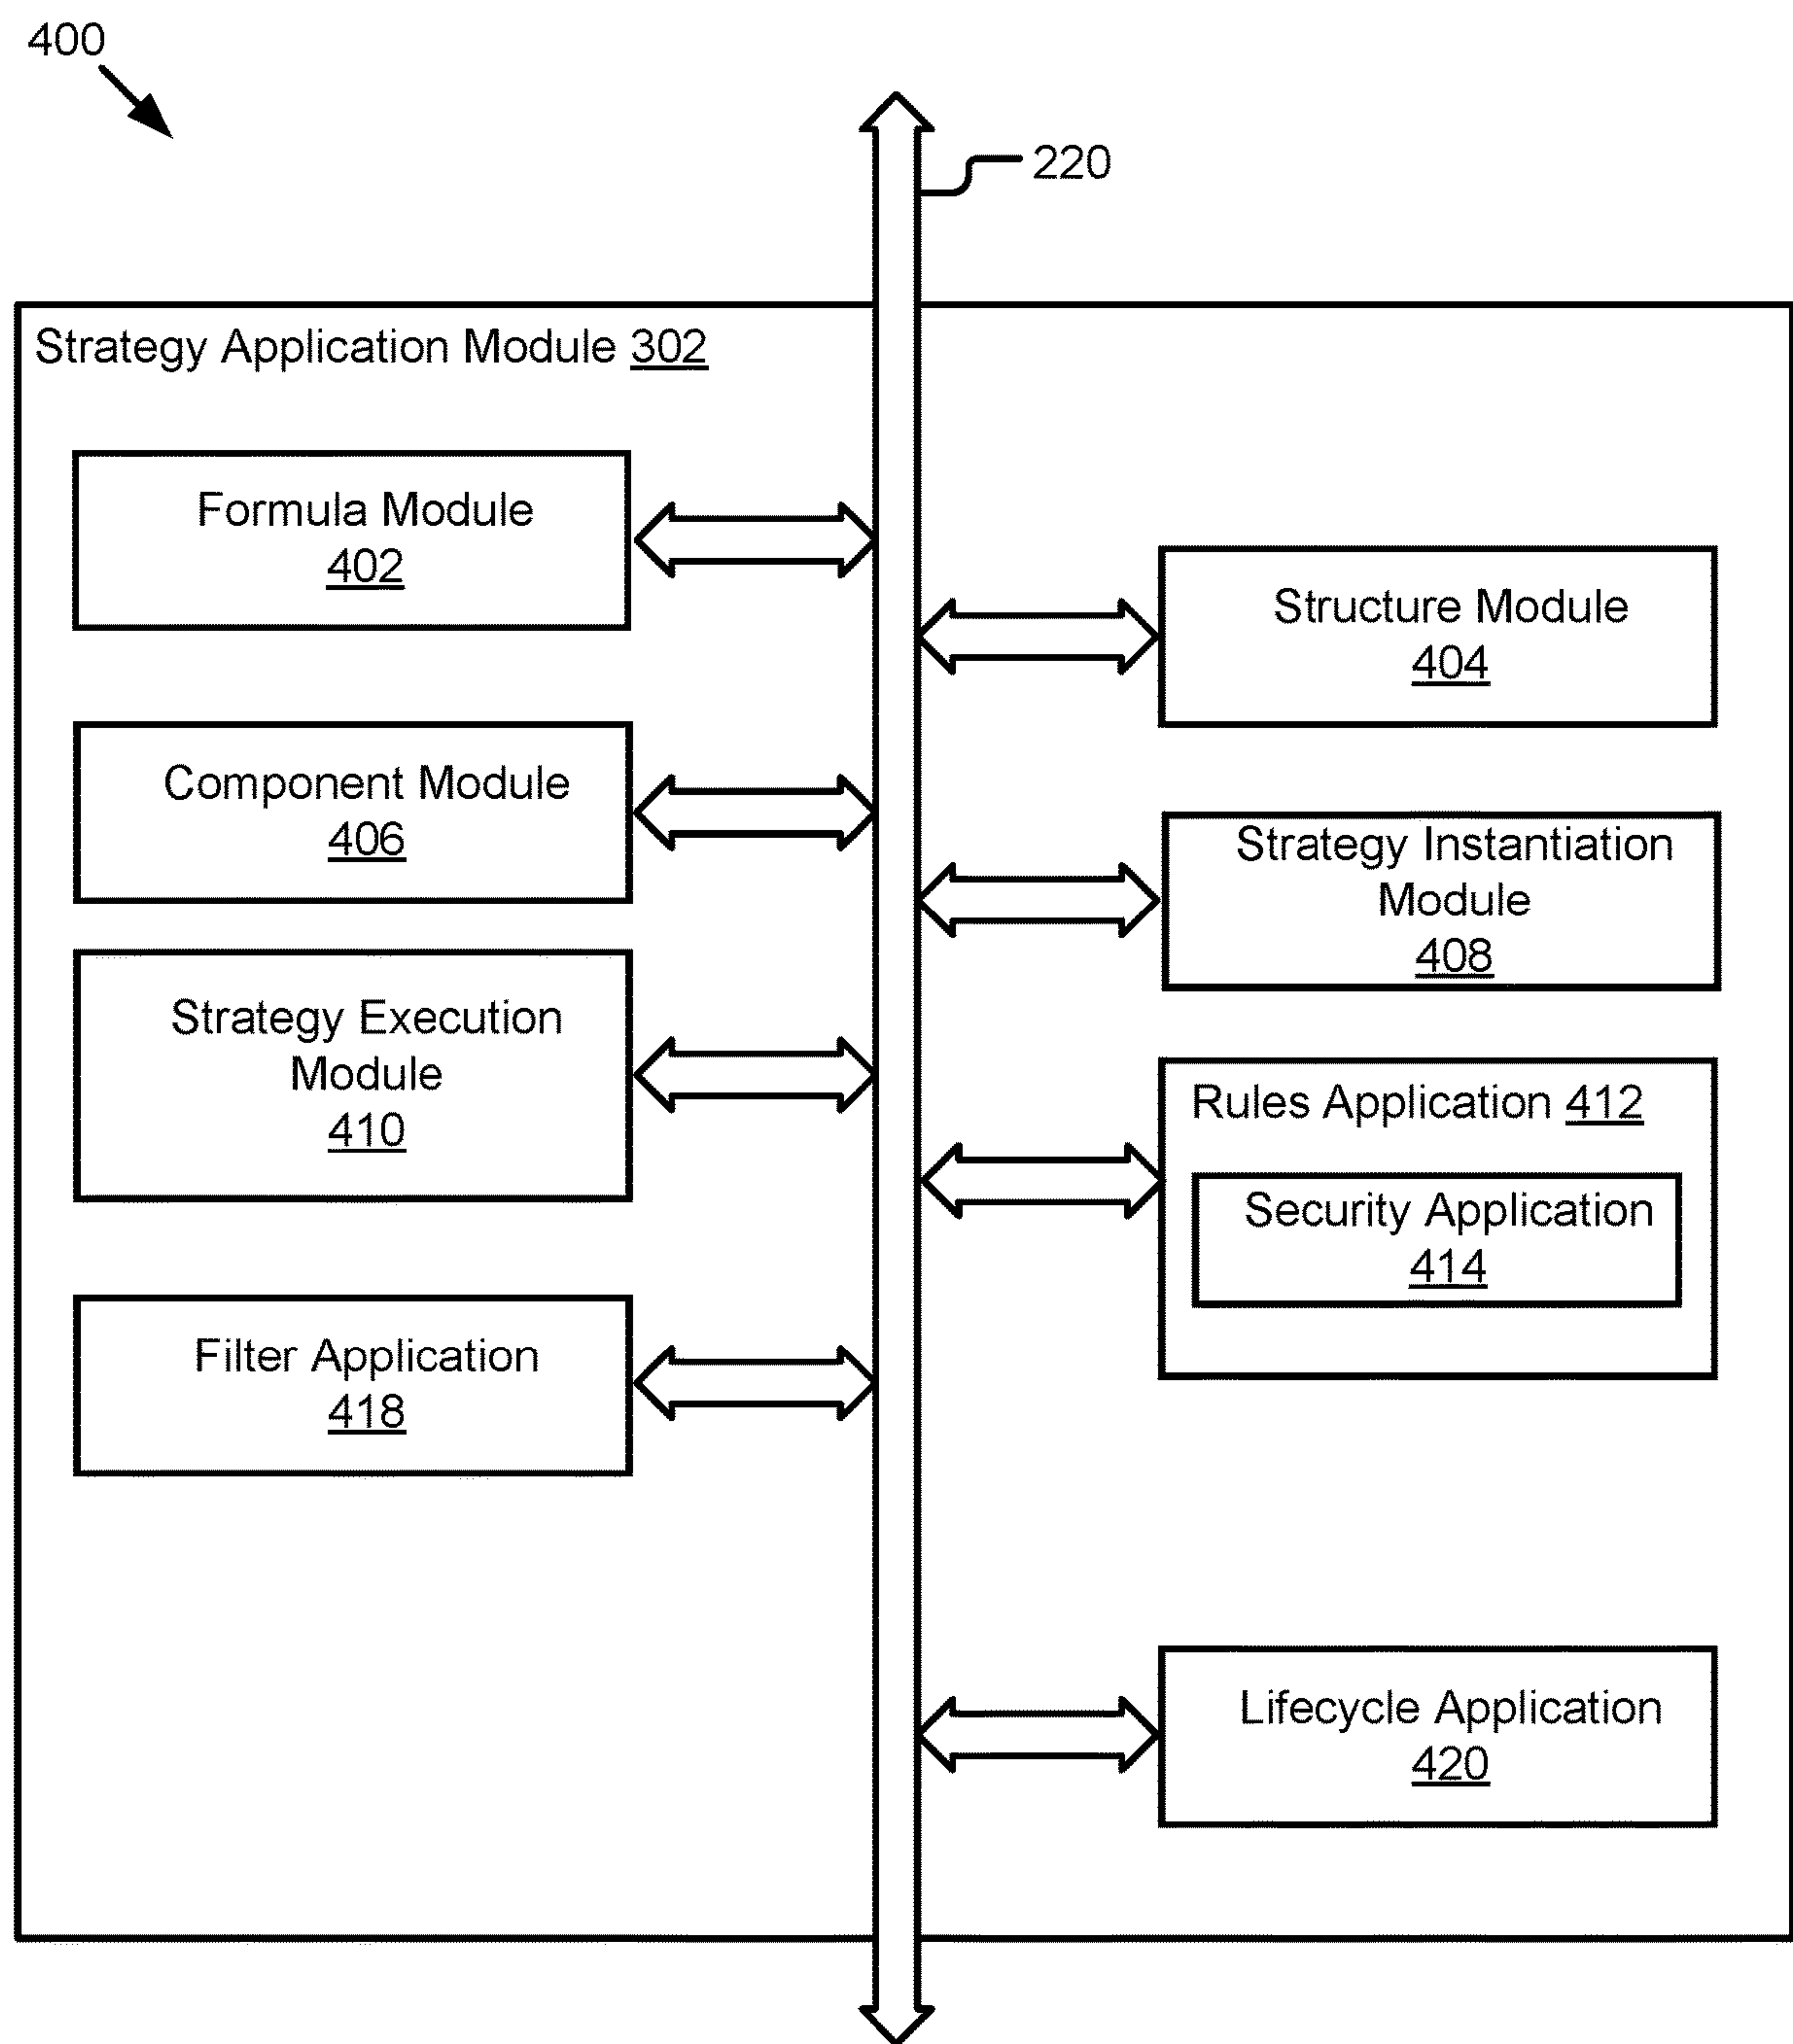 400
220
Strategy Application Module 302
Formula Module
402
Structure Module
404
Component Module
406
Strategy Instantiation
Module
408
Strategy Execution
Module
410
Rules Application 412
Security Application
414
Filter Application
418
Lifecycle Application
420